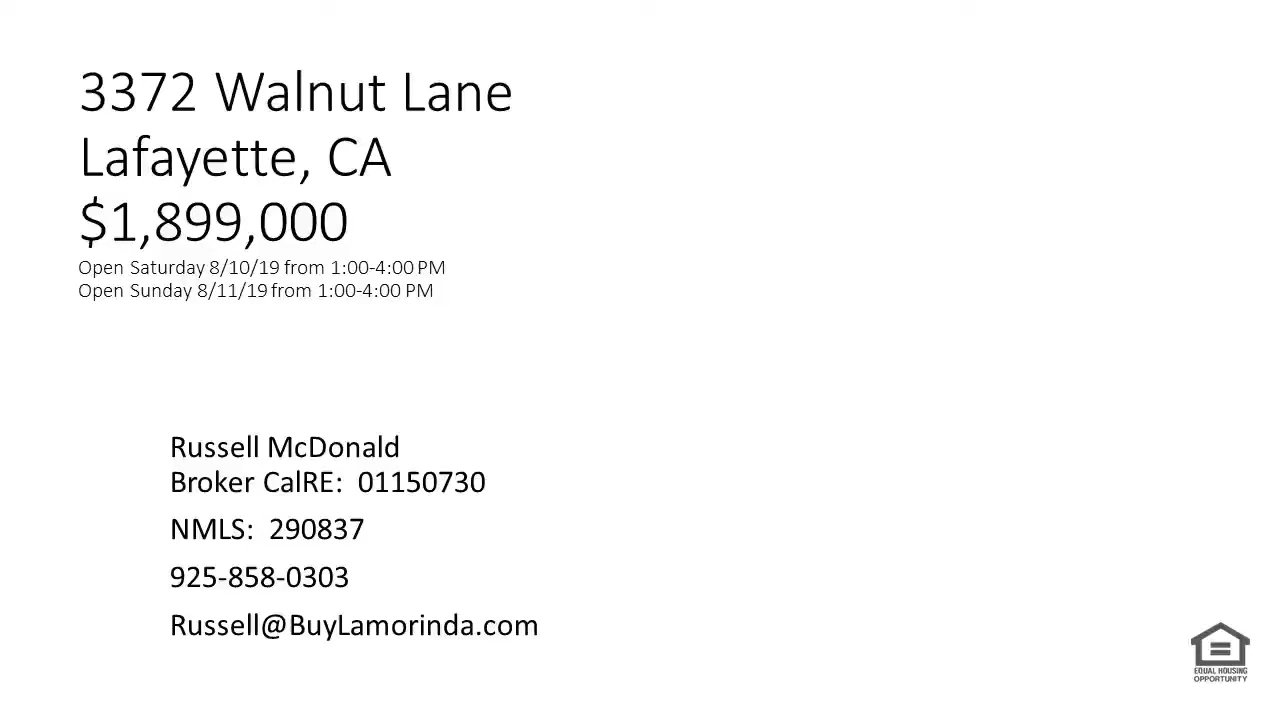 3372 Walnut Lane
Lafayette, CA
$1,899,000
Open Saturday 8/10/19 from 1:00-4:00 PM
Open Sunday 8/11/19 from 1:00-4:00 PM
Russell McDonald
Broker CalRE:  01150730
NMLS:  290837
925-858-0303
Russell@BuyLamorinda.com
EQUAL HOUSING
OPPORTUNITY